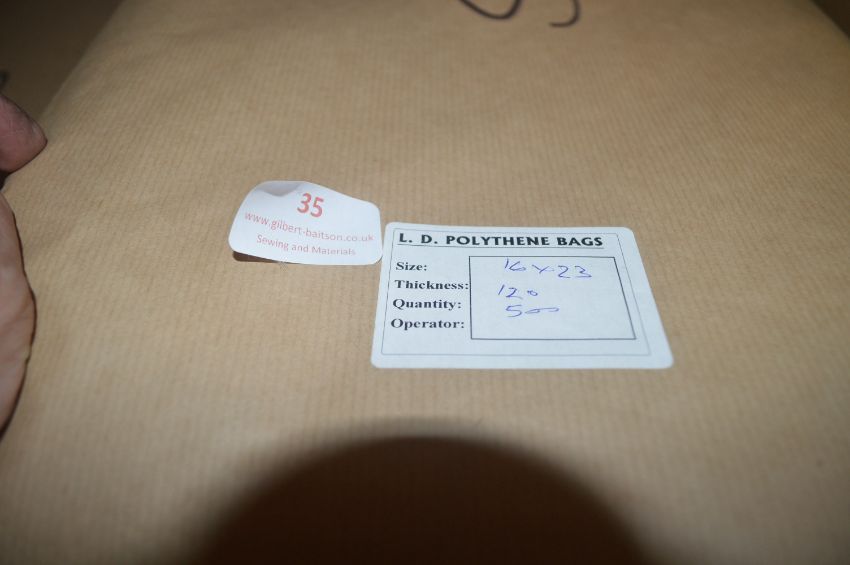 35
www.gilbert-baitson.co.uk
Sewing and Materials
L. D. POLYTHENE BAGS
Size: 16 x 23
Thickness: 120
Quantity: 500
Operator: